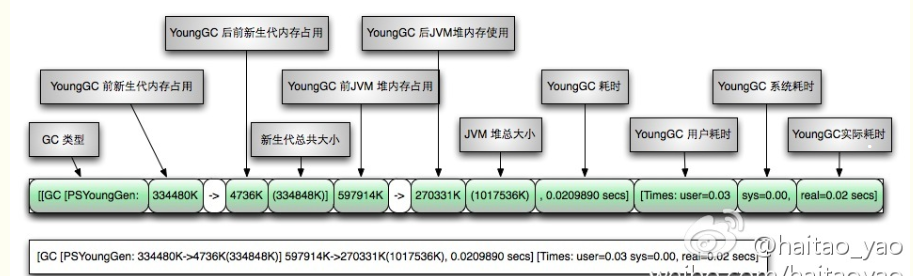 YoungGC 后前新生代内存占用
YoungGC 后JVM堆内存使用
YoungGC 前新生代内存占用
YoungGC 前JVM 堆内存占用
YoungGC 耗时
YoungGC 系统耗时
GC 类型
新生代总共大小
JVM 堆总大小
YoungGC 用户耗时
YoungGC实际耗时
[[GC [PSYoungGen: 334480K -> 4736K (334848K)] 597914K -> 270331K (1017536K) , 0.0209890 secs] [Times: user=0.03 sys=0.00, real=0.02 secs]
[GC [PSYoungGen: 334480K->4736K(334848K)] 597914K->270331K(1017536K), 0.0209890 secs] [Times: user=0.03 sys=0.00, real=0.02 secs]
@haitao_yao
weibo.com/haitaoyao